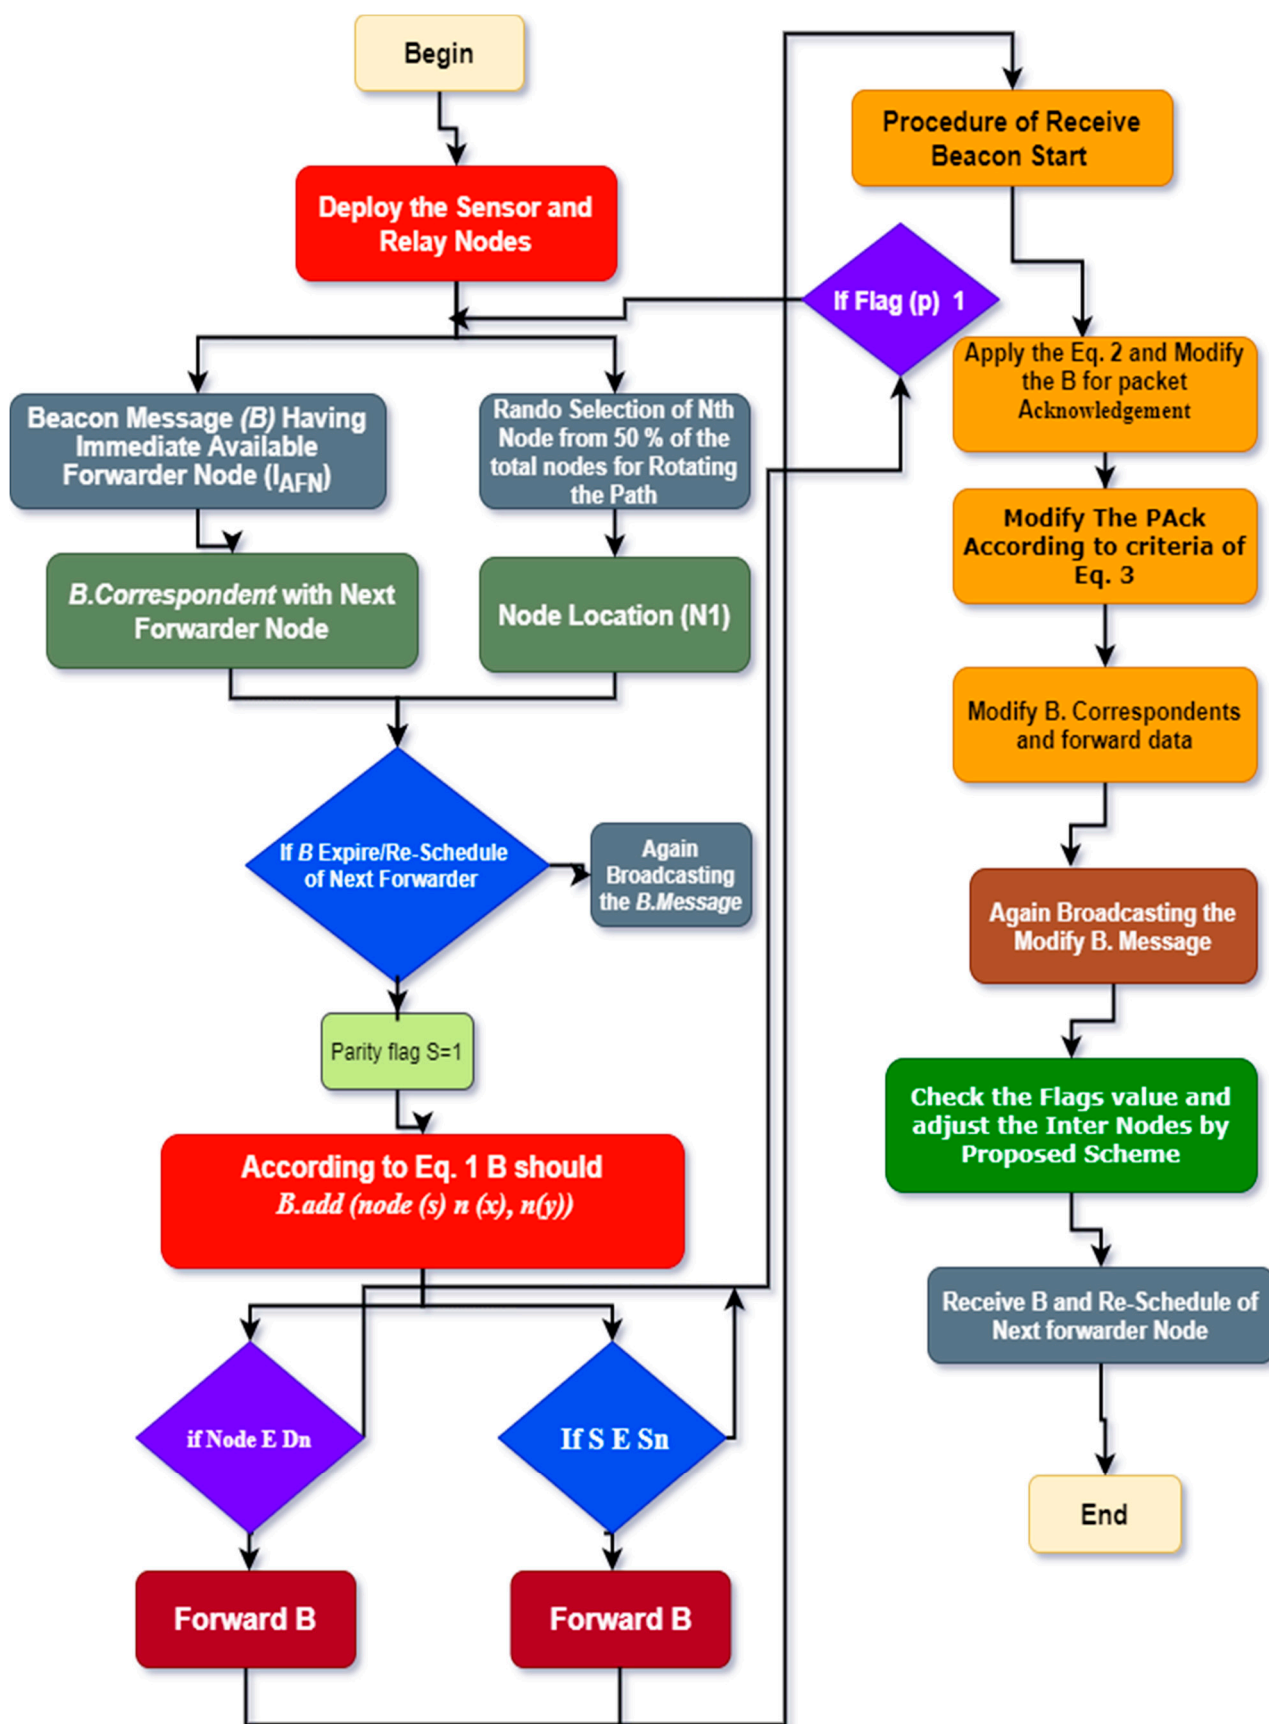 Begin
Deploy the Sensor and
Relay Nodes
Beacon Message (B) Having
Immediate Available
Forwarder Node (IAFN)
Rando Selection of Nth
Node from 50 % of the
total nodes for Rotating
the Path
B.Correspondent with Next
Forwarder Node
Node Location (N1)
If B Expire/Re-Schedule
of Next Forwarder
Again
Broadcasting
the B.Message
Parity flag S=1
According to Eq. 1 B should
B.add (node (s) n (x), n(y))
if Node E Dn
If S E Sn
Forward B
Forward B
If Flag (p) 1
Procedure of Receive
Beacon Start
Apply the Eq. 2 and Modify
the B for packet
Acknowledgement
Modify The PAck
According to criteria of
Eq. 3
Modify B. Correspondents
and forward data
Again Broadcasting the
Modify B. Message
Check the Flags value and
adjust the Inter Nodes by
Proposed Scheme
Receive B and Re-Schedule of
Next forwarder Node
End